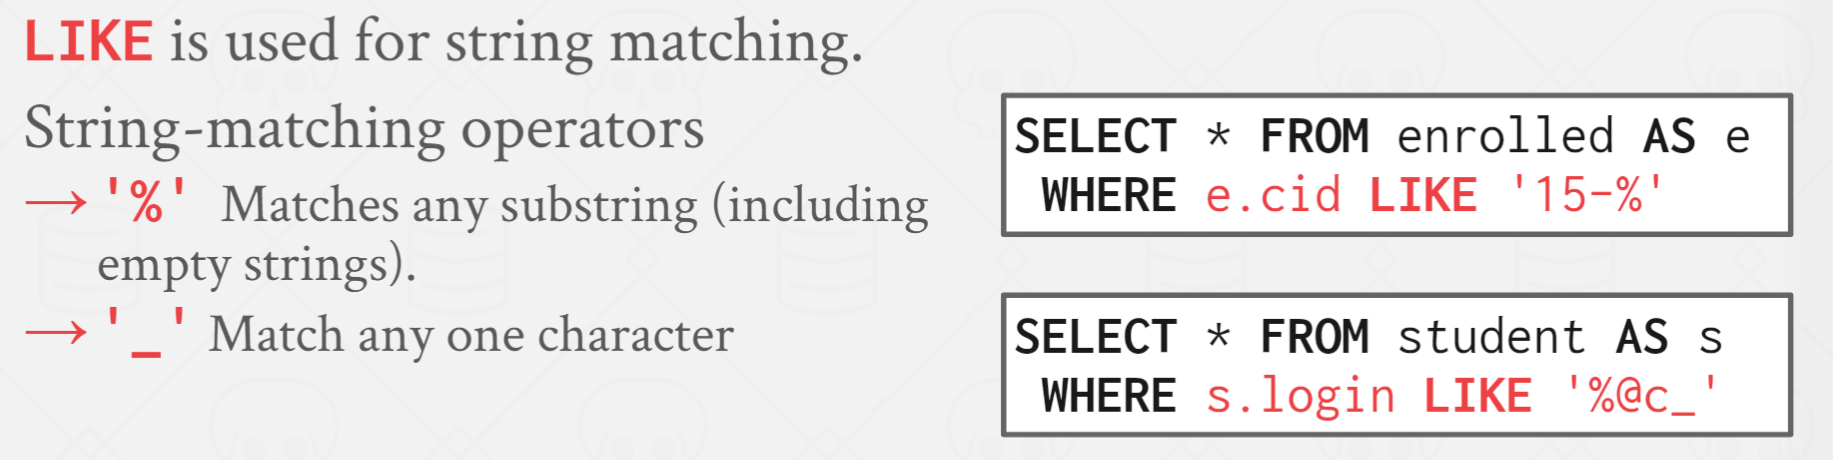 LIKE is used for string matching.
String-matching operators
→ '%' Matches any substring (including
empty strings).
→ '_' Match any one character
SELECT * FROM enrolled AS e
WHERE e.cid LIKE '15-%'
SELECT * FROM student AS s
WHERE s.login LIKE '%@c_'